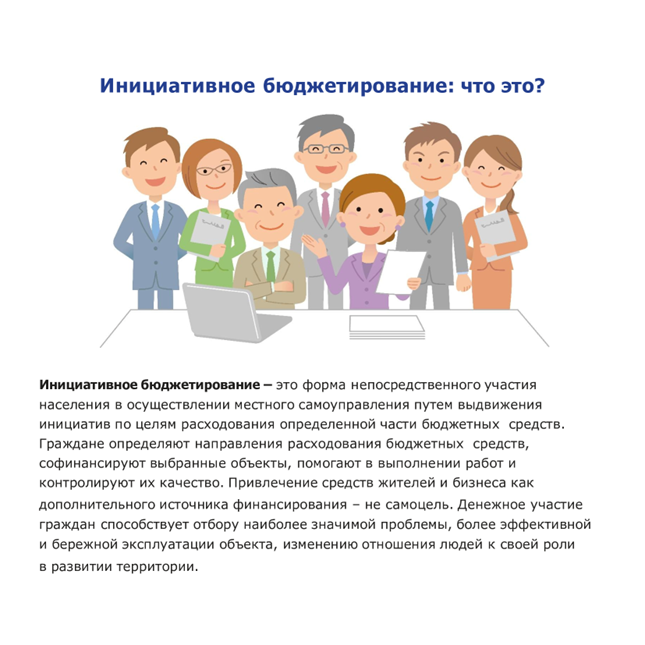 Инициативное бюджетирование: что это?
Инициативное бюджетирование – это форма непосредственного участия
населения в осуществлении местного самоуправления путем выдвижения
инициатив по целям расходования определенной части бюджетных средств.
Граждане определяют направления расходования бюджетных средств,
софинансируют выбранные объекты, помогают в выполнении работ и
контролируют их качество. Привлечение средств жителей и бизнеса как
дополнительного источника финансирования – не самоцель. Денежное участие
граждан способствует отбору наиболее значимой проблемы, более эффективной
и бережной эксплуатации объекта, изменению отношения людей к своей роли
в развитии территории.